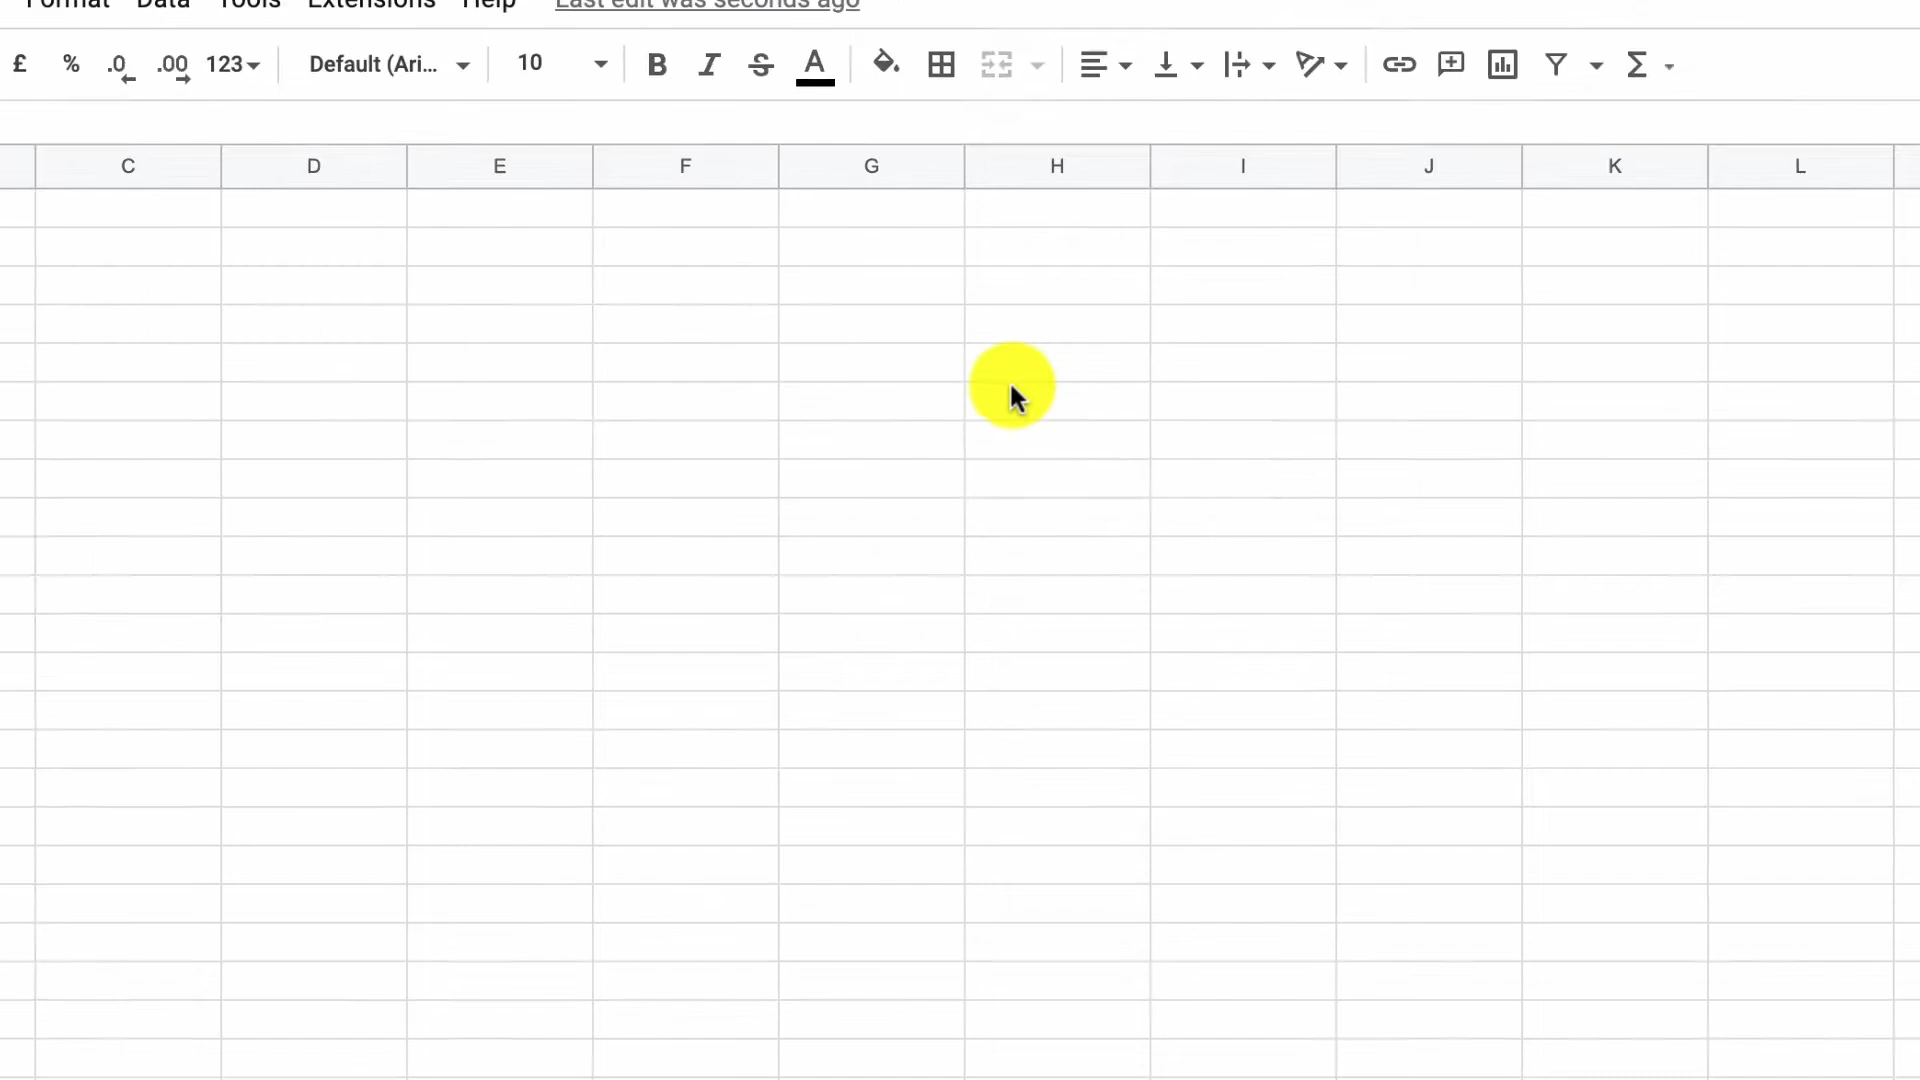 Format Data Tools Extensions Help Last edit was seconds ago
£ % .0 .00 123 Default (Ari... 10 B I S A Σ
C D E F G H I J K L